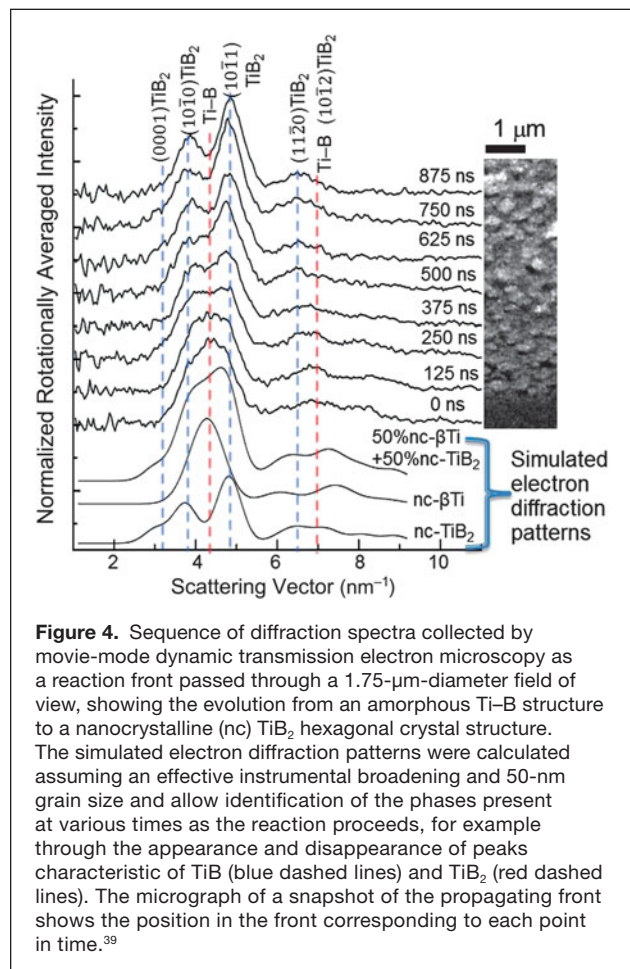 Normalized Rotationally Averaged Intensity
(0001)TiB₂
(101̄0)TiB₂
Ti–B
(101̄1)
TiB₂
(112̄0)TiB₂
Ti–B (101̄2)TiB₂
1 μm
875 ns
750 ns
625 ns
500 ns
375 ns
250 ns
125 ns
0 ns
50%nc-βTi
+50%nc-TiB₂
nc-βTi
nc-TiB₂
Simulated
electron
diffraction
patterns
2 4 6 8 10
Scattering Vector (nm⁻¹)
Figure 4. Sequence of diffraction spectra collected by
movie-mode dynamic transmission electron microscopy as
a reaction front passed through a 1.75-μm-diameter field of
view, showing the evolution from an amorphous Ti–B structure
to a nanocrystalline (nc) TiB₂ hexagonal crystal structure.
The simulated electron diffraction patterns were calculated
assuming an effective instrumental broadening and 50-nm
grain size and allow identification of the phases present
at various times as the reaction proceeds, for example
through the appearance and disappearance of peaks
characteristic of TiB (blue dashed lines) and TiB₂ (red dashed
lines). The micrograph of a snapshot of the propagating front
shows the position in the front corresponding to each point
in time.³⁹